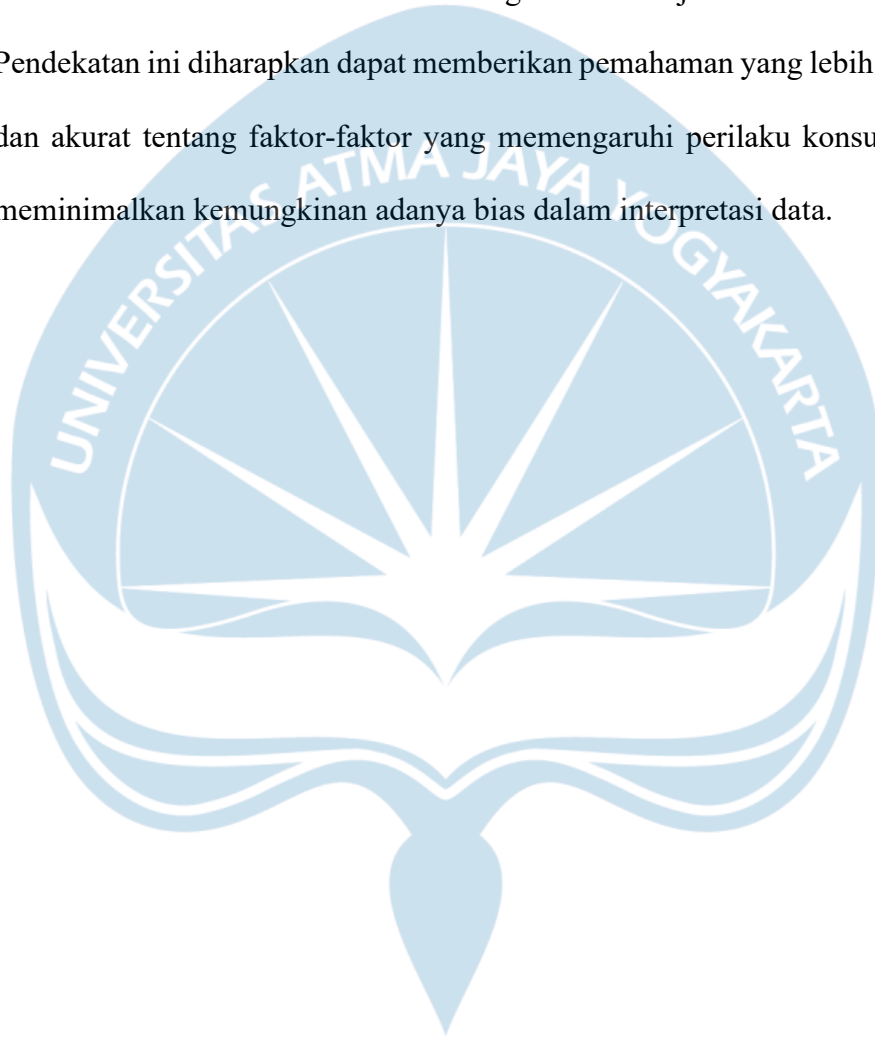 Pendekatan ini diharapkan dapat memberikan pemahaman yang lebih
dan akurat tentang faktor-faktor yang memengaruhi perilaku
meminimalkan kemungkinan adanya bias dalam interpretasi data.
UNIVERSITAS ATMA JAYA YOGYAKARTA